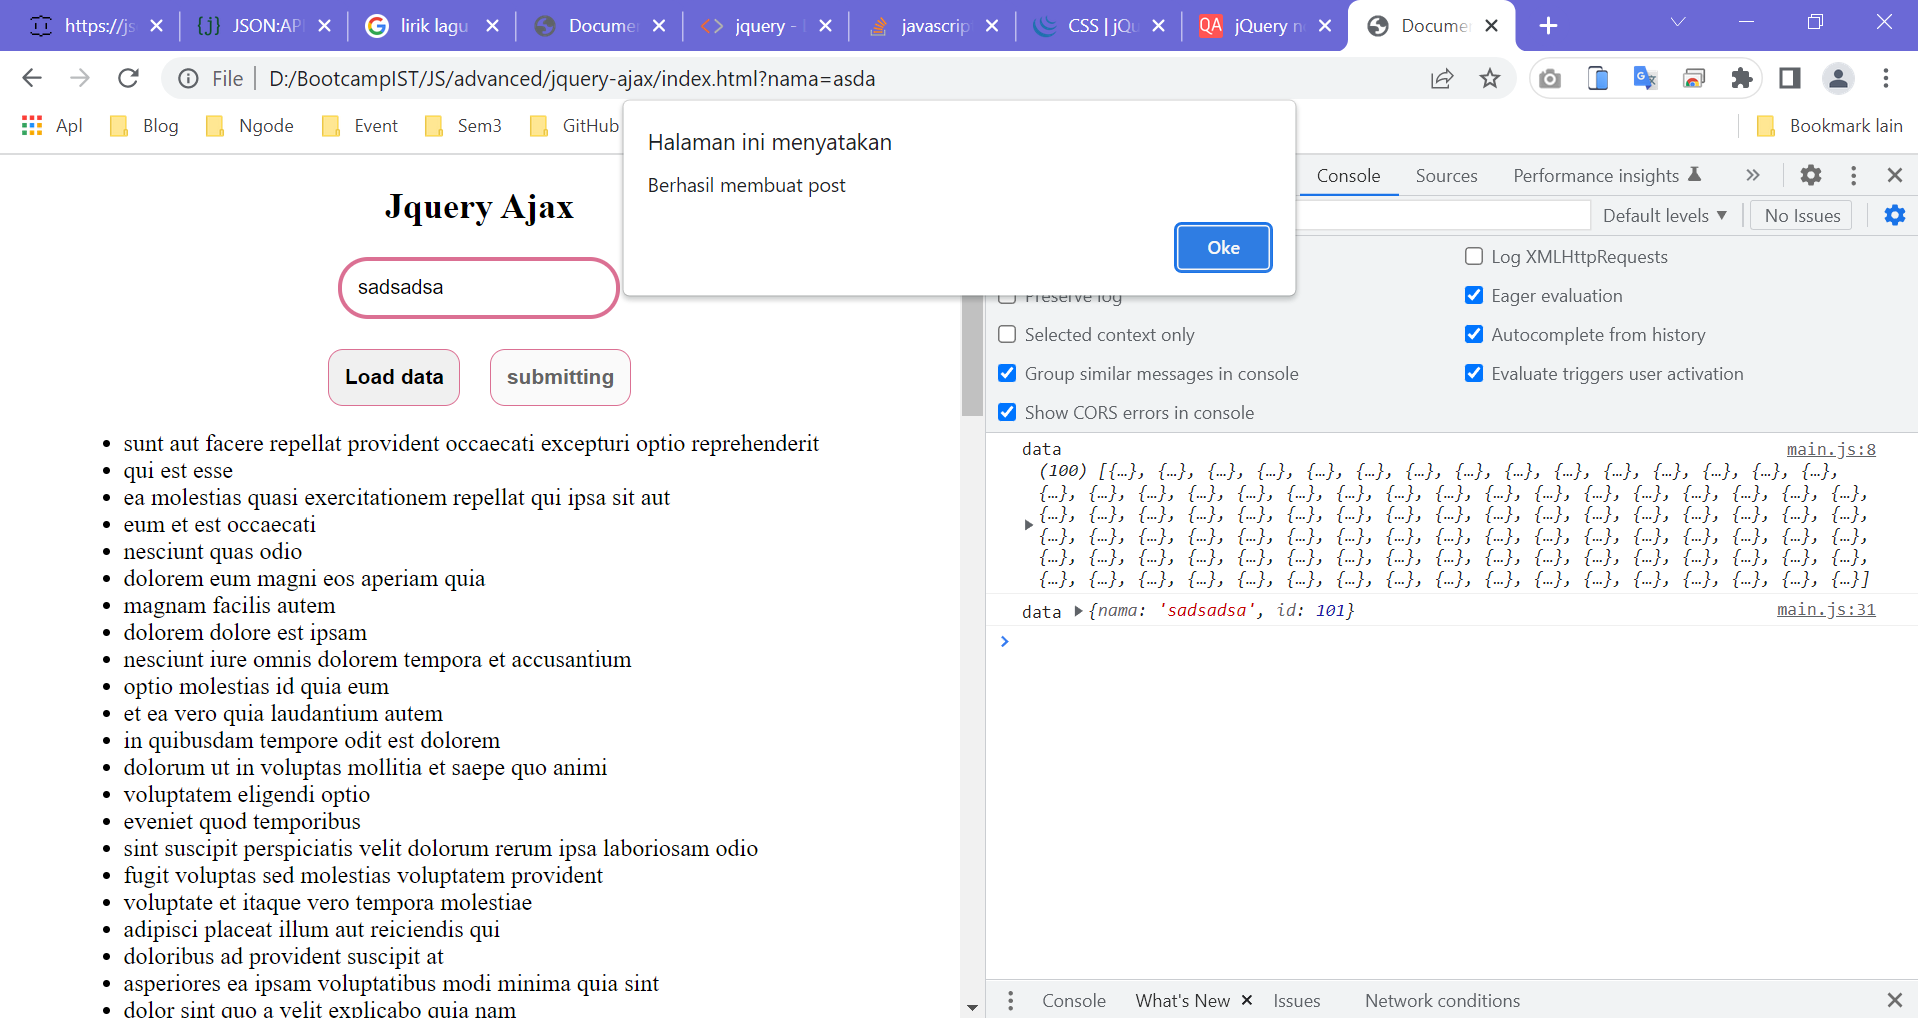 https://js
JSON:API
lirik lagu
Documen
jquery -
javascrip
CSS | jQu
jQuery n
Documen
File
D:/BootcampIST/JS/advanced/jquery-ajax/index.html?nama=asda
Apl
Blog
Ngode
Event
Sem3
GitHub
Bookmark lain
Halaman ini menyatakan
Berhasil membuat post
Oke
Jquery Ajax
sadsadsa
Load data
submitting
sunt aut facere repellat provident occaecati excepturi optio reprehenderit
qui est esse
ea molestias quasi exercitationem repellat qui ipsa sit aut
eum et est occaecati
nesciunt quas odio
dolorem eum magni eos aperiam quia
magnam facilis autem
dolorem dolore est ipsam
nesciunt iure omnis dolorem tempora et accusantium
optio molestias id quia eum
et ea vero quia laudantium autem
in quibusdam tempore odit est dolorem
dolorum ut in voluptas mollitia et saepe quo animi
voluptatem eligendi optio
eveniet quod temporibus
sint suscipit perspiciatis velit dolorum rerum ipsa laboriosam odio
fugit voluptas sed molestias voluptatem provident
voluptate et itaque vero tempora molestiae
adipisci placeat illum aut reiciendis qui
doloribus ad provident suscipit at
asperiores ea ipsam voluptatibus modi minima quia sint
dolor sint quo a velit explicabo quia nam
Console
Sources
Performance insights
Default levels ▼
No Issues
Log XMLHttpRequests
Preserve log
Eager evaluation
Selected context only
Autocomplete from history
Group similar messages in console
Evaluate triggers user activation
Show CORS errors in console
data
main.js:8
(100) [{…}, {…}, {…}, {…}, {…}, {…}, {…}, {…}, {…}, {…}, {…}, {…}, {…}, {…}, {…},
{…}, {…}, {…}, {…}, {…}, {…}, {…}, {…}, {…}, {…}, {…}, {…}, {…}, {…}, {…}, {…}, {…},
{…}, {…}, {…}, {…}, {…}, {…}, {…}, {…}, {…}, {…}, {…}, {…}, {…}, {…}, {…}, {…}, {…},
{…}, {…}, {…}, {…}, {…}, {…}, {…}, {…}, {…}, {…}, {…}, {…}, {…}, {…}, {…}, {…}, {…},
{…}, {…}, {…}, {…}, {…}, {…}, {…}, {…}, {…}, {…}, {…}, {…}, {…}, {…}, {…}, {…}, {…},
{…}, {…}, {…}, {…}, {…}, {…}, {…}, {…}, {…}, {…}, {…}, {…}, {…}, {…}, {…}, {…}, {…}]
data ▶{nama: 'sadsadsa', id: 101}
main.js:31
Console
What's New
Issues
Network conditions